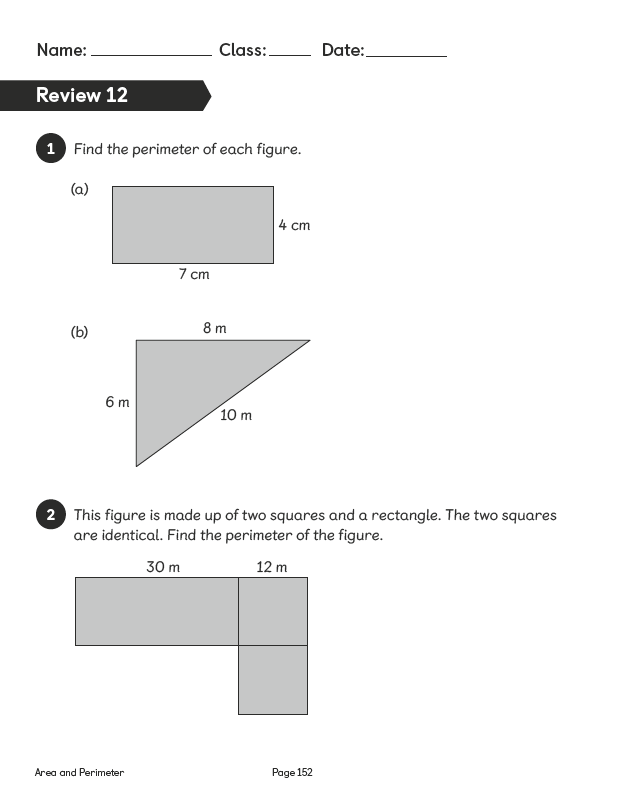 Name: Class: Date:
Review 12
1 Find the perimeter of each figure.
(a)
4 cm
7 cm
(b)
8 m
6 m
10 m
2 This figure is made up of two squares and a rectangle. The two squares
are identical. Find the perimeter of the figure.
30 m 12 m
Area and Perimeter Page 152